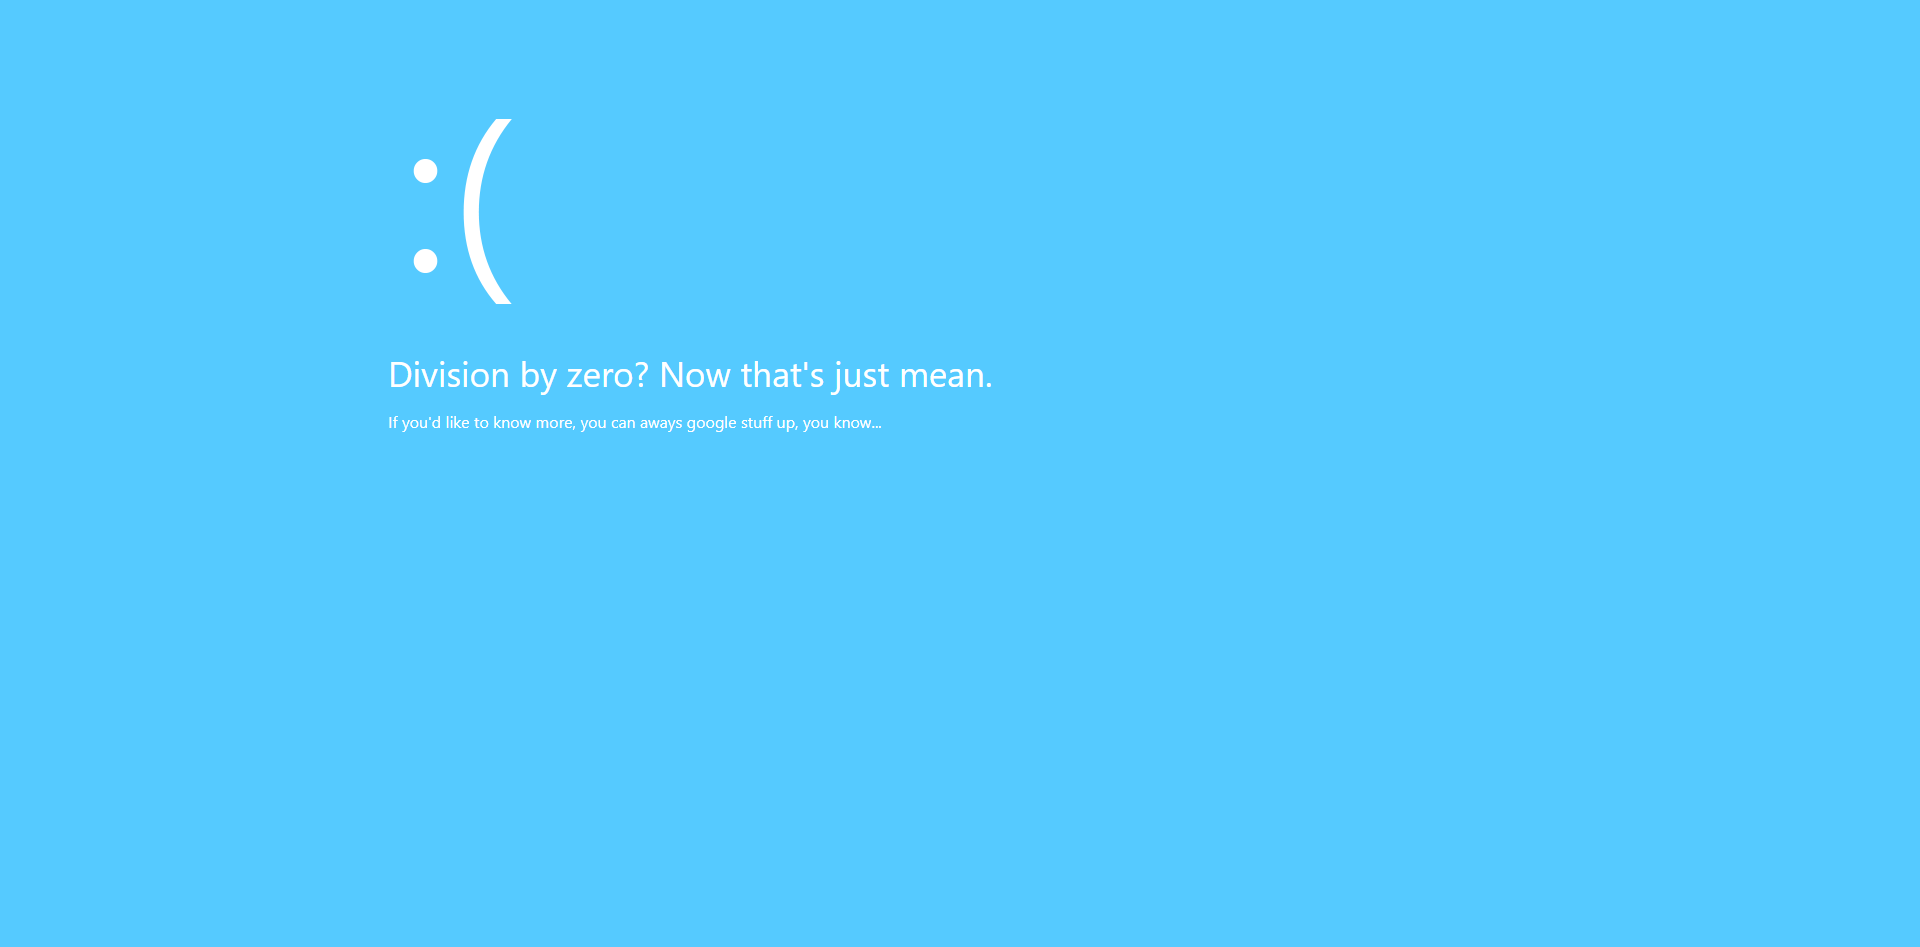 :(
Division by zero? Now that's just mean.
If you'd like to know more, you can aways google stuff up, you know...